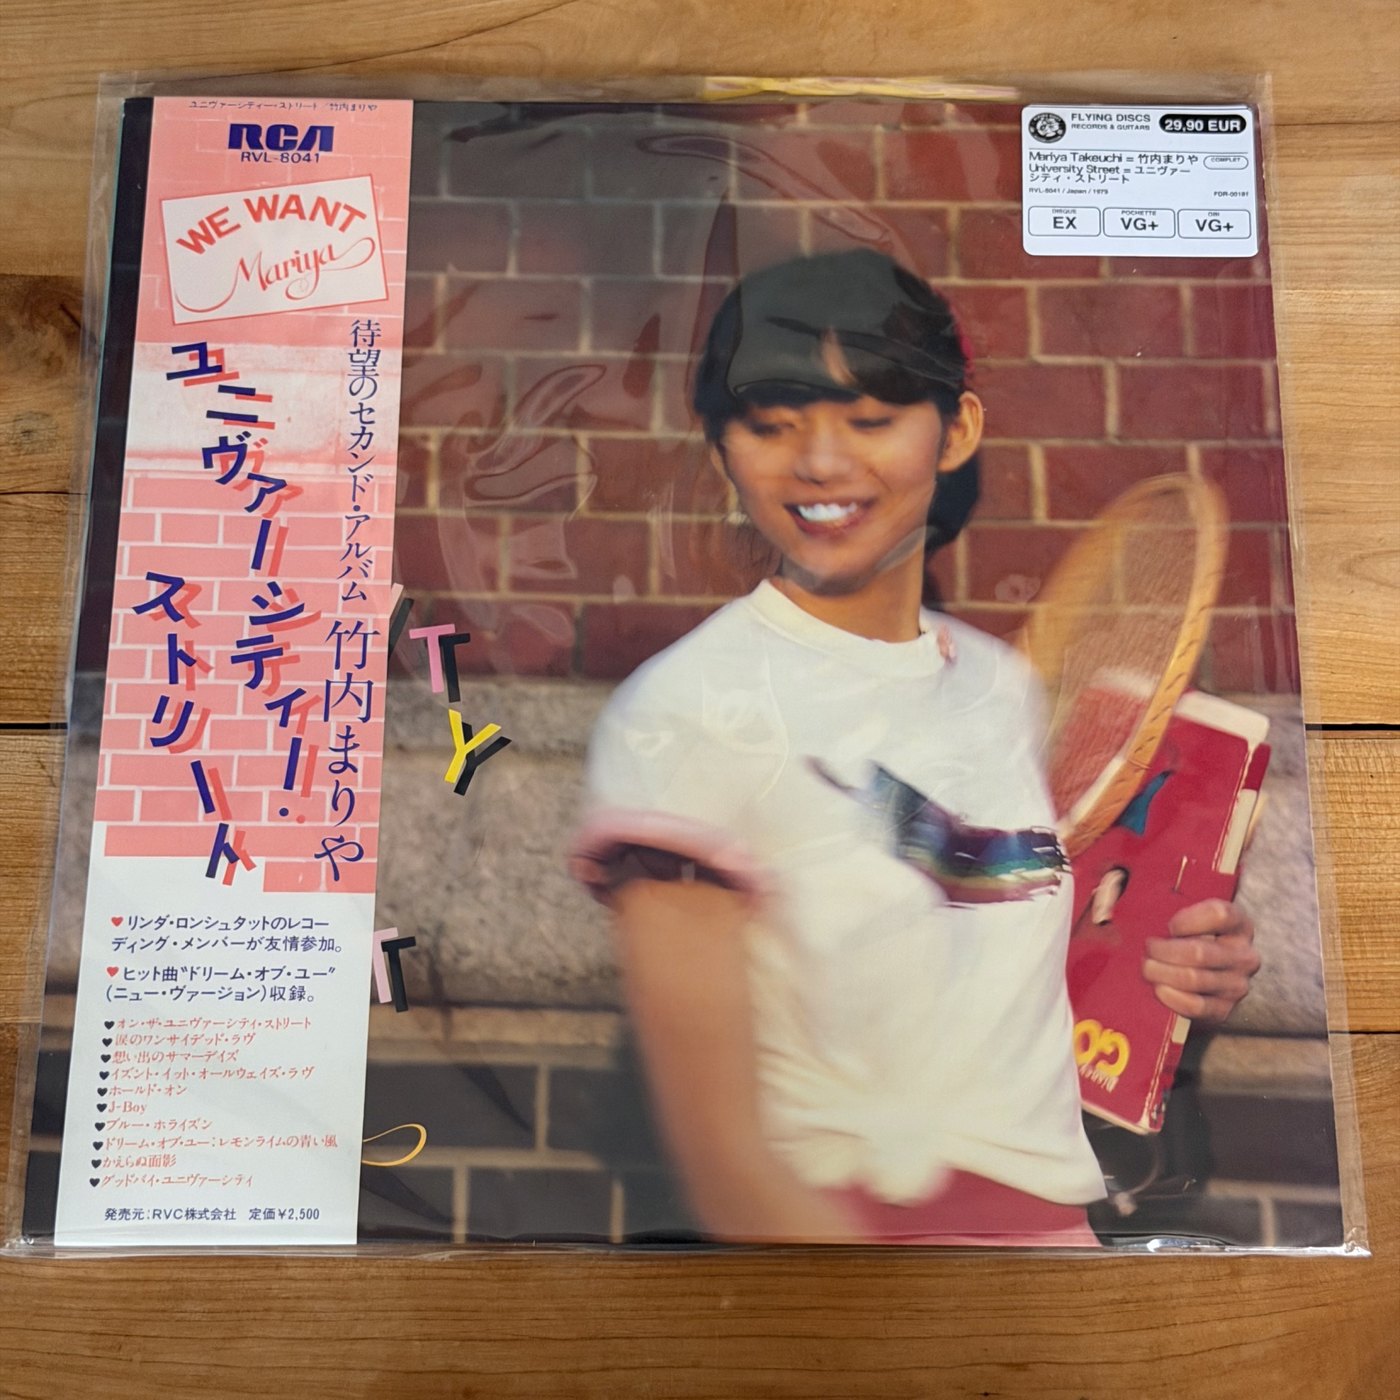 ユニヴァーシティー・ストリート／竹内まりや
RCA
RVL-8041
WE WANT
Mariya
待望のセカンド・アルバム 竹内まりや
ユニヴァーシティー・
ストリート
♥リンダ・ロンシュタットのレコー
ディング・メンバーが友情参加。
♥ヒット曲“ドリーム・オブ・ユー”
(ニュー・ヴァージョン)収録。
♥オン・ザ・ユニヴァーシティ・ストリート
♥涙のワンサイデッド・ラヴ
♥想い出のサマーデイズ
♥イズント・イット・オールウェイズ・ラヴ
♥ホールド・オン
♥J-Boy
♥ブルー・ホライズン
♥ドリーム・オブ・ユー:レモンライムの青い風
♥かえらぬ面影
♥グッドバイ・ユニヴァーシティ
発売元:RVC株式会社 定価¥2,500
TY
T
FLYING DISCS
RECORDS & GUITARS
29,90 EUR
Mariya Takeuchi = 竹内まりや
University Street = ユニヴァー
シティ・ストリート
COMPLET
RVL-8041 / Japan / 1979
FDR-00191
DISQUE
EX
POCHETTE
VG+
OBI
VG+